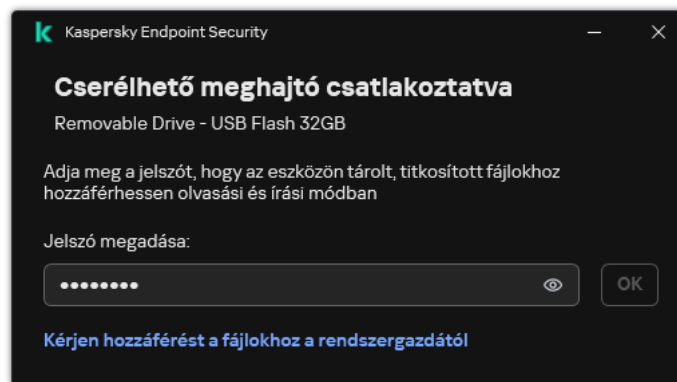 Kaspersky Endpoint Security
Cserélhető meghajtó csatlakoztatva
Removable Drive - USB Flash 32GB
Adja meg a jelszót, hogy az eszközön tárolt, titkosított fájlokhoz
hozzáférhessen olvasási és írási módban
Jelszó megadása:
••••••••
OK
Kérjen hozzáférést a fájlokhoz a rendszergazdától